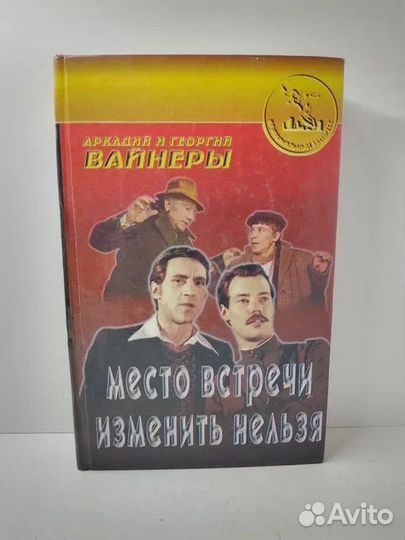 АРКАДИЙ И ГЕОРГИЙ
ВАЙНЕРЫ
МЕСТО ВСТРЕЧИ
ИЗМЕНИТЬ НЕЛЬЗЯ
Avito